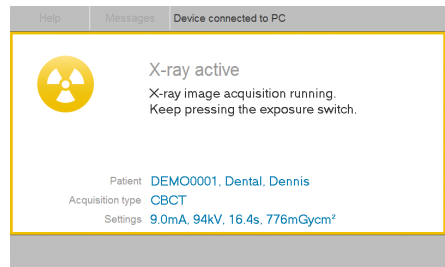 Help Messages Device connected to PC
X-ray active
X-ray image acquisition running.
Keep pressing the exposure switch.
Patient DEMO0001, Dental, Dennis
Acquisition type CBCT
Settings 9.0mA, 94kV, 16.4s, 776mGycm²